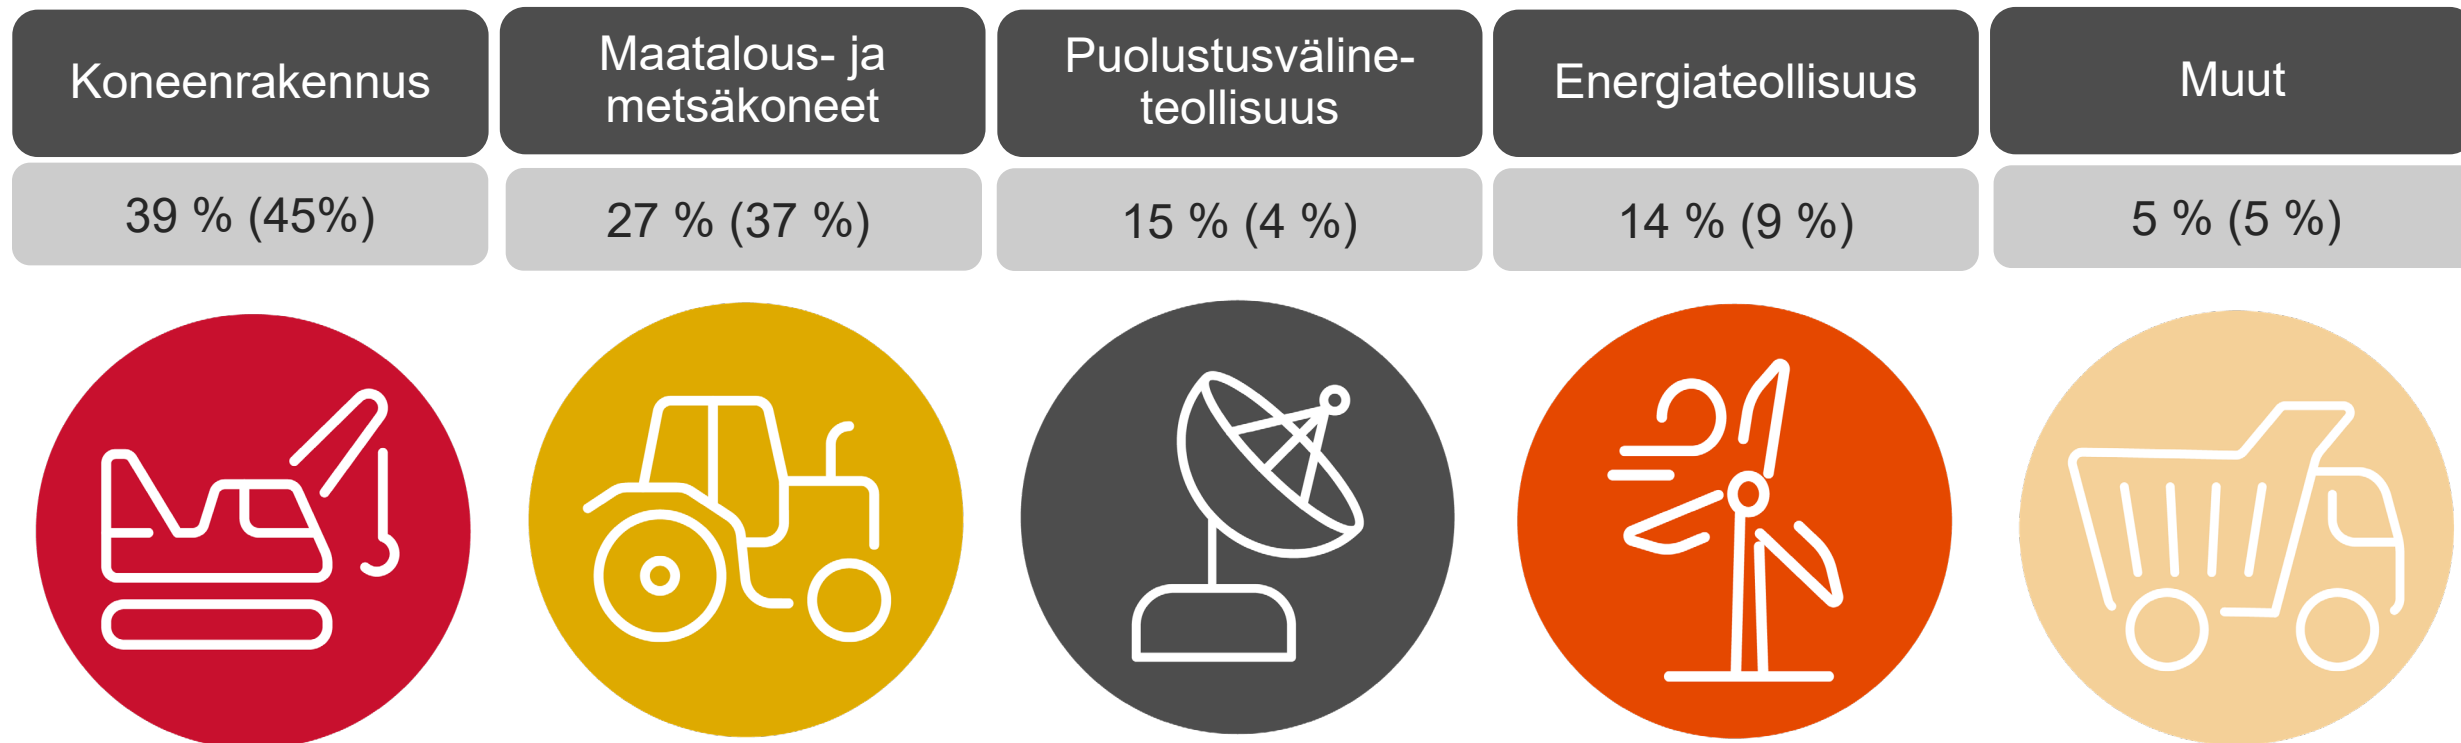 Koneenrakennus
Maatalous- ja
metsäkoneet
Puolustusväline-
teollisuus
Energiateollisuus
Muut
39 % (45%)
27 % (37 %)
15 % (4 %)
14 % (9 %)
5 % (5 %)